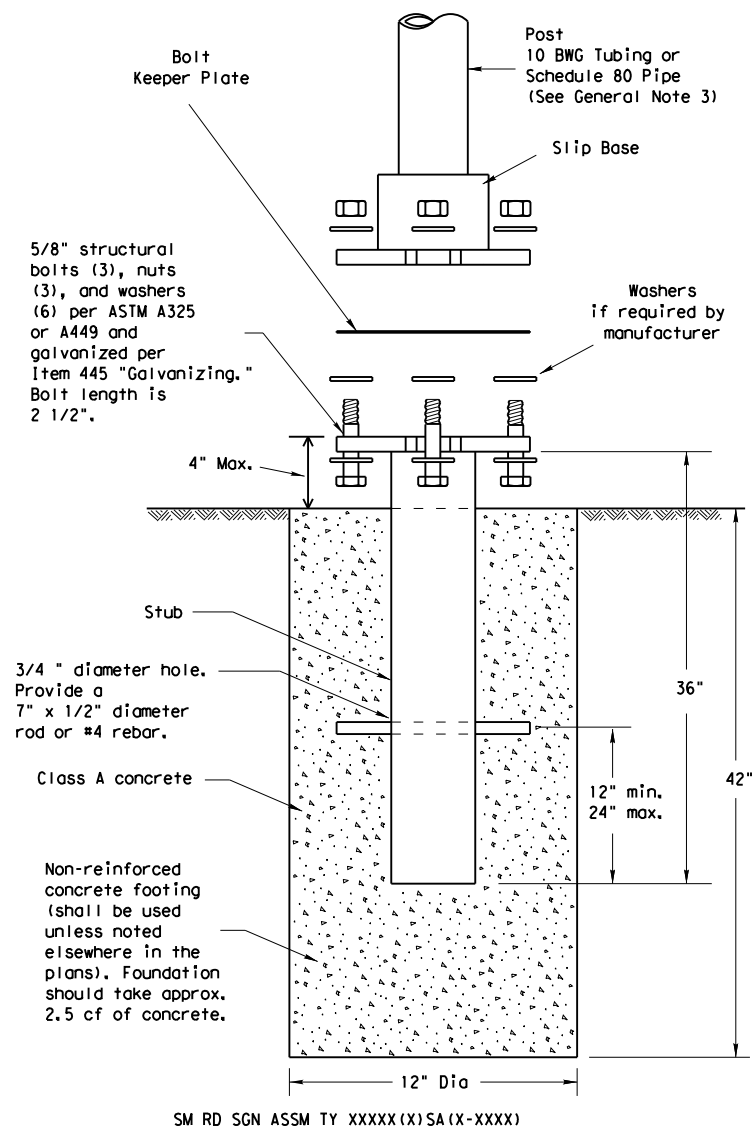 Post
10 BWG Tubing or
Schedule 80 Pipe
(See General Note 3)
Bolt
Keeper Plate
Slip Base
5/8" structural
bolts (3), nuts
(3), and washers
(6) per ASTM A325
or A449 and
galvanized per
Item 445 "Galvanizing."
Bolt length is
2 1/2".
Washers
if required by
manufacturer
4" Max.
Stub
3/4 " diameter hole.
Provide a
7" x 1/2" diameter
rod or #4 rebar.
36"
Class A concrete
12" min.
24" max.
42"
Non-reinforced
concrete footing
(shall be used
unless noted
elsewhere in the
plans). Foundation
should take approx.
2.5 cf of concrete.
12" Dia
SM RD SGN ASSM TY XXXXX(X)SA(X-XXXX)